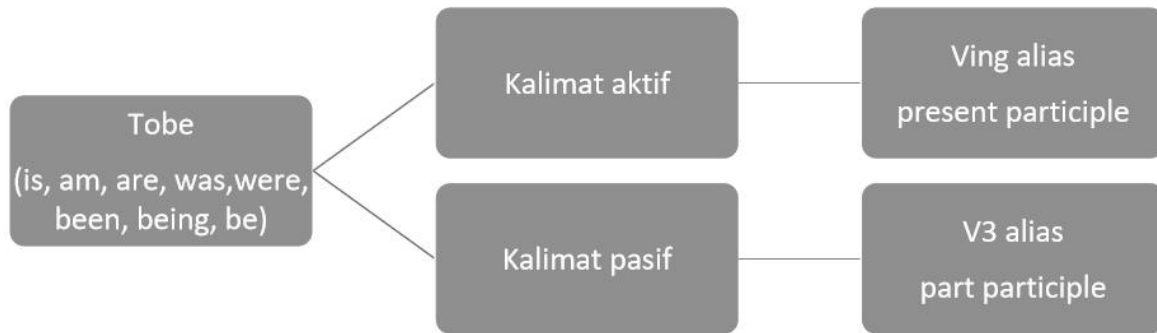 Tobe
(is, am, are, was,were,
been, being, be)
Kalimat aktif
Ving alias
present participle
Kalimat pasif
V3 alias
part participle